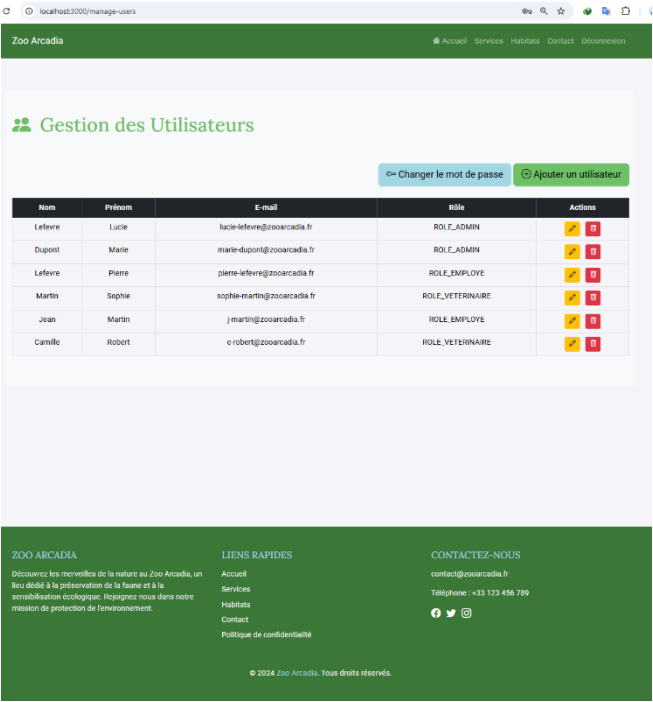 localhost:3000/manage-users
Zoo Arcadia
Accueil Services Habitats Contact Déconnexion
Gestion des Utilisateurs
Changer le mot de passe
Ajouter un utilisateur
Nom Prénom E-mail Rôle Actions
Lefevre Lucie lucie-lefevre@zooarcadia.fr ROLE_ADMIN
Dupont Marie marie-dupont@zooarcadia.fr ROLE_ADMIN
Lefevre Pierre pierre-lefevre@zooarcadia.fr ROLE_EMPLOYE
Martin Sophie sophie-martin@zooarcadia.fr ROLE_VETERINAIRE
Jean Martin j-martin@zooarcadia.fr ROLE_EMPLOYE
Camille Robert c-robert@zooarcadia.fr ROLE_VETERINAIRE
ZOO ARCADIA
Découvrez les merveilles de la nature au Zoo Arcadia, un
lieu dédié à la préservation de la faune et à la
sensibilisation écologique. Rejoignez-nous dans notre
mission de protection de l'environnement.
LIENS RAPIDES
Accueil
Services
Habitats
Contact
Politique de confidentialité
CONTACTEZ-NOUS
contact@zooarcadia.fr
Téléphone : +33 123 456 789
© 2024 Zoo Arcadia. Tous droits réservés.